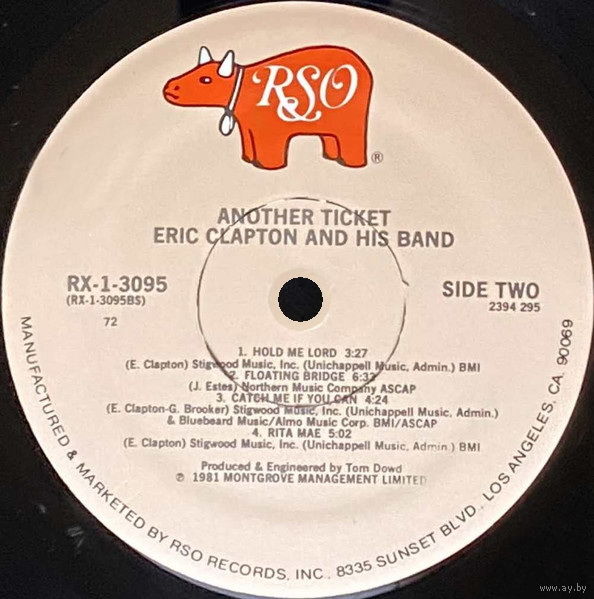 RSO
®
ANOTHER TICKET
ERIC CLAPTON AND HIS BAND
RX-1-3095
(RX-1-3095BS)
72
SIDE TWO
2394 295
1. HOLD ME LORD 3:27
(E. Clapton) Stigwood Music, Inc. (Unichappell Music, Admin.) BMI
2. FLOATING BRIDGE 6:32
(J. Estes) Northern Music Company ASCAP
3. CATCH ME IF YOU CAN 4:24
(E. Clapton-G. Brooker) Stigwood Music, Inc. (Unichappell Music, Admin.)
& Bluebeard Music/Almo Music Corp. BMI/ASCAP
4. RITA MAE 5:02
(E. Clapton) Stigwood Music, Inc. (Unichappell Music, Admin.) BMI
Produced & Engineered by Tom Dowd
℗ 1981 MONTGROVE MANAGEMENT LIMITED
MANUFACTURED & MARKETED BY RSO RECORDS, INC., 8335 SUNSET BLVD., LOS ANGELES, CA. 90069
www.ay.by